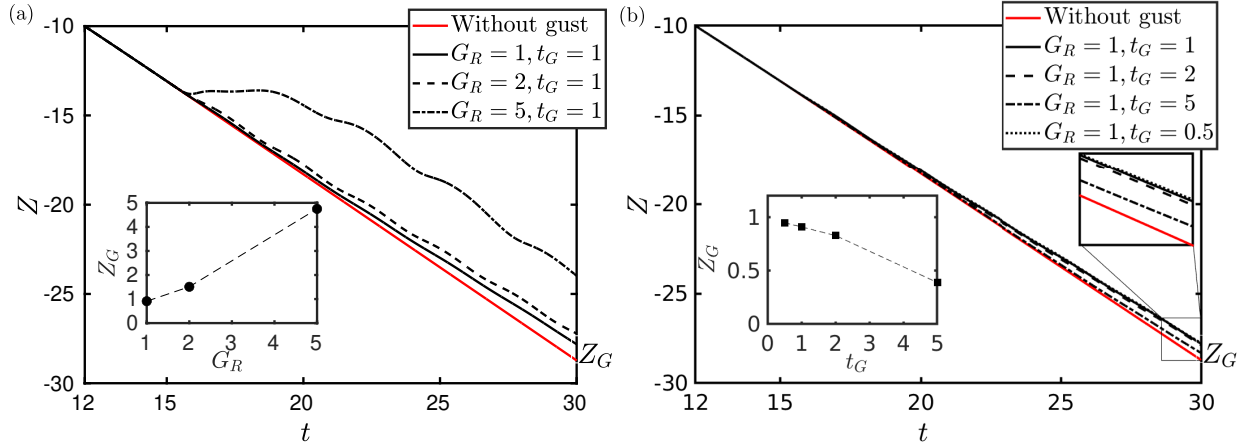 (a)
-10
-15
-20
-25
-30
Z
12
15
20
25
30
t
Without gust
G_R = 1, t_G = 1
G_R = 2, t_G = 1
G_R = 5, t_G = 1
5
4
3
2
1
0
Z_G
1
2
3
4
5
G_R
Z_G
(b)
-10
-15
-20
-25
-30
Z
12
15
20
25
30
t
Without gust
G_R = 1, t_G = 1
G_R = 1, t_G = 2
G_R = 1, t_G = 5
G_R = 1, t_G = 0.5
1
0.5
0
Z_G
0
1
2
3
4
5
t_G
Z_G